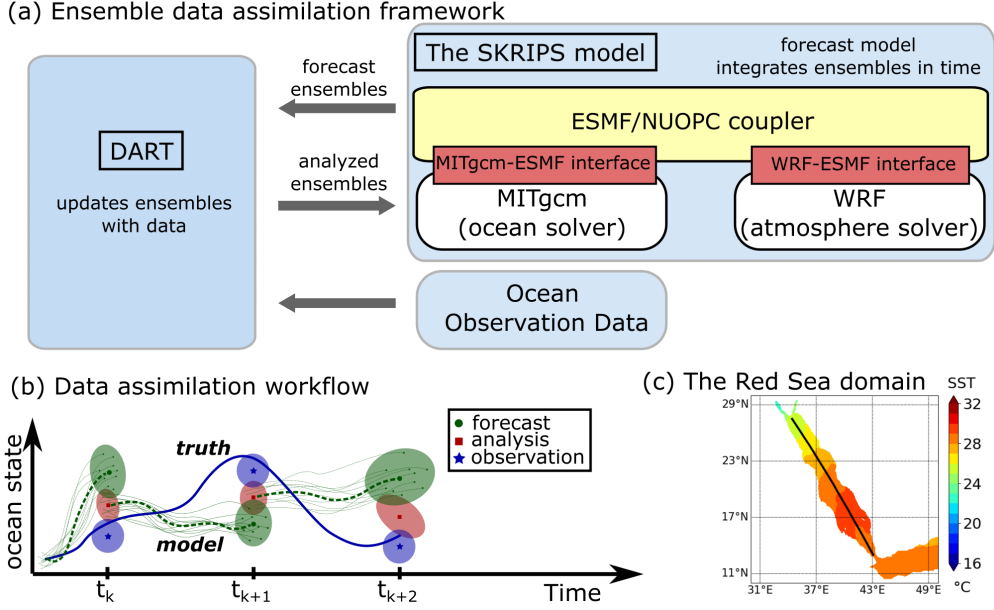 (a) Ensemble data assimilation framework
The SKRIPS model
forecast model
integrates ensembles in time
forecast
ensembles
ESMF/NUOPC coupler
DART
MITgcm-ESMF interface
WRF-ESMF interface
analyzed
ensembles
updates ensembles
with data
MITgcm
(ocean solver)
WRF
(atmosphere solver)
Ocean
Observation Data
(b) Data assimilation workflow
ocean state
truth
model
forecast
analysis
observation
t_k
t_k+1
t_k+2
Time
(c) The Red Sea domain
SST
29°N
23°N
17°N
11°N
31°E
37°E
43°E
49°E
32
28
24
20
16
°C